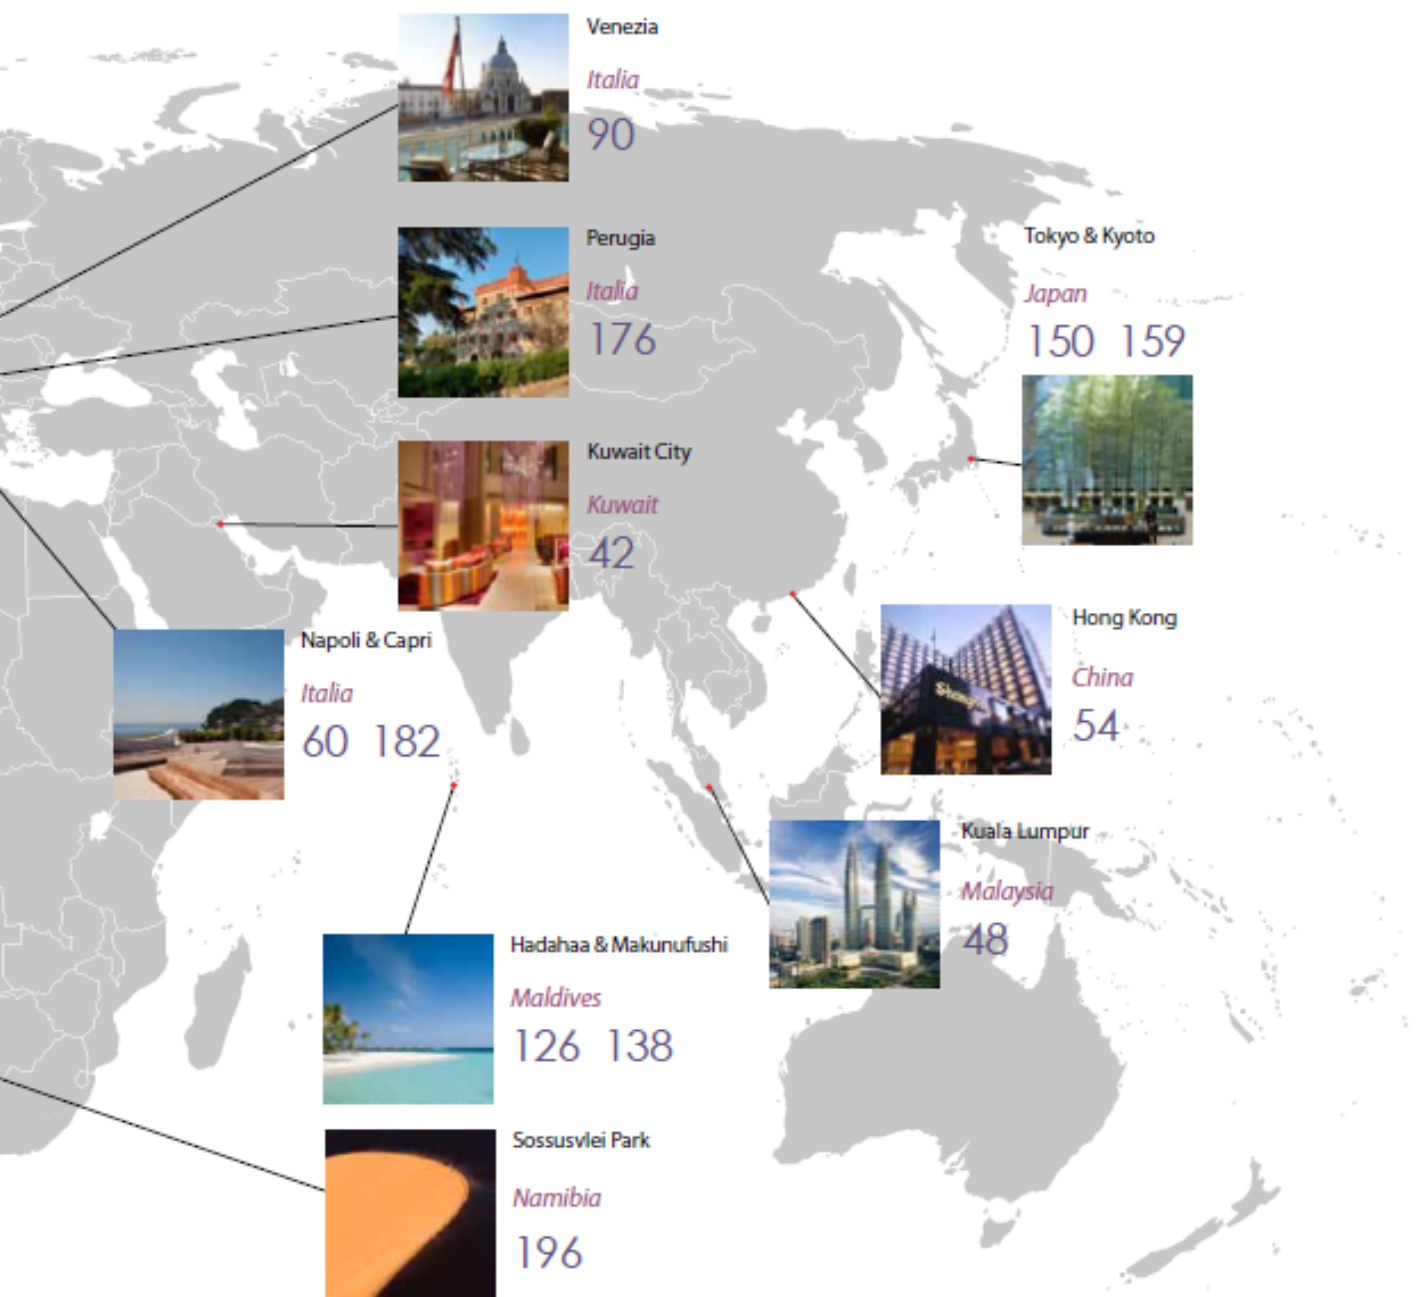 Venezia
Italia
90
Perugia
Italia
176
Tokyo & Kyoto
Japan
150 159
Kuwait City
Kuwait
42
Napoli & Capri
Italia
60 182
Hong Kong
China
54
Kuala Lumpur
Malaysia
48
Hadahaa & Makunufushi
Maldives
126 138
Sossusvlei Park
Namibia
196